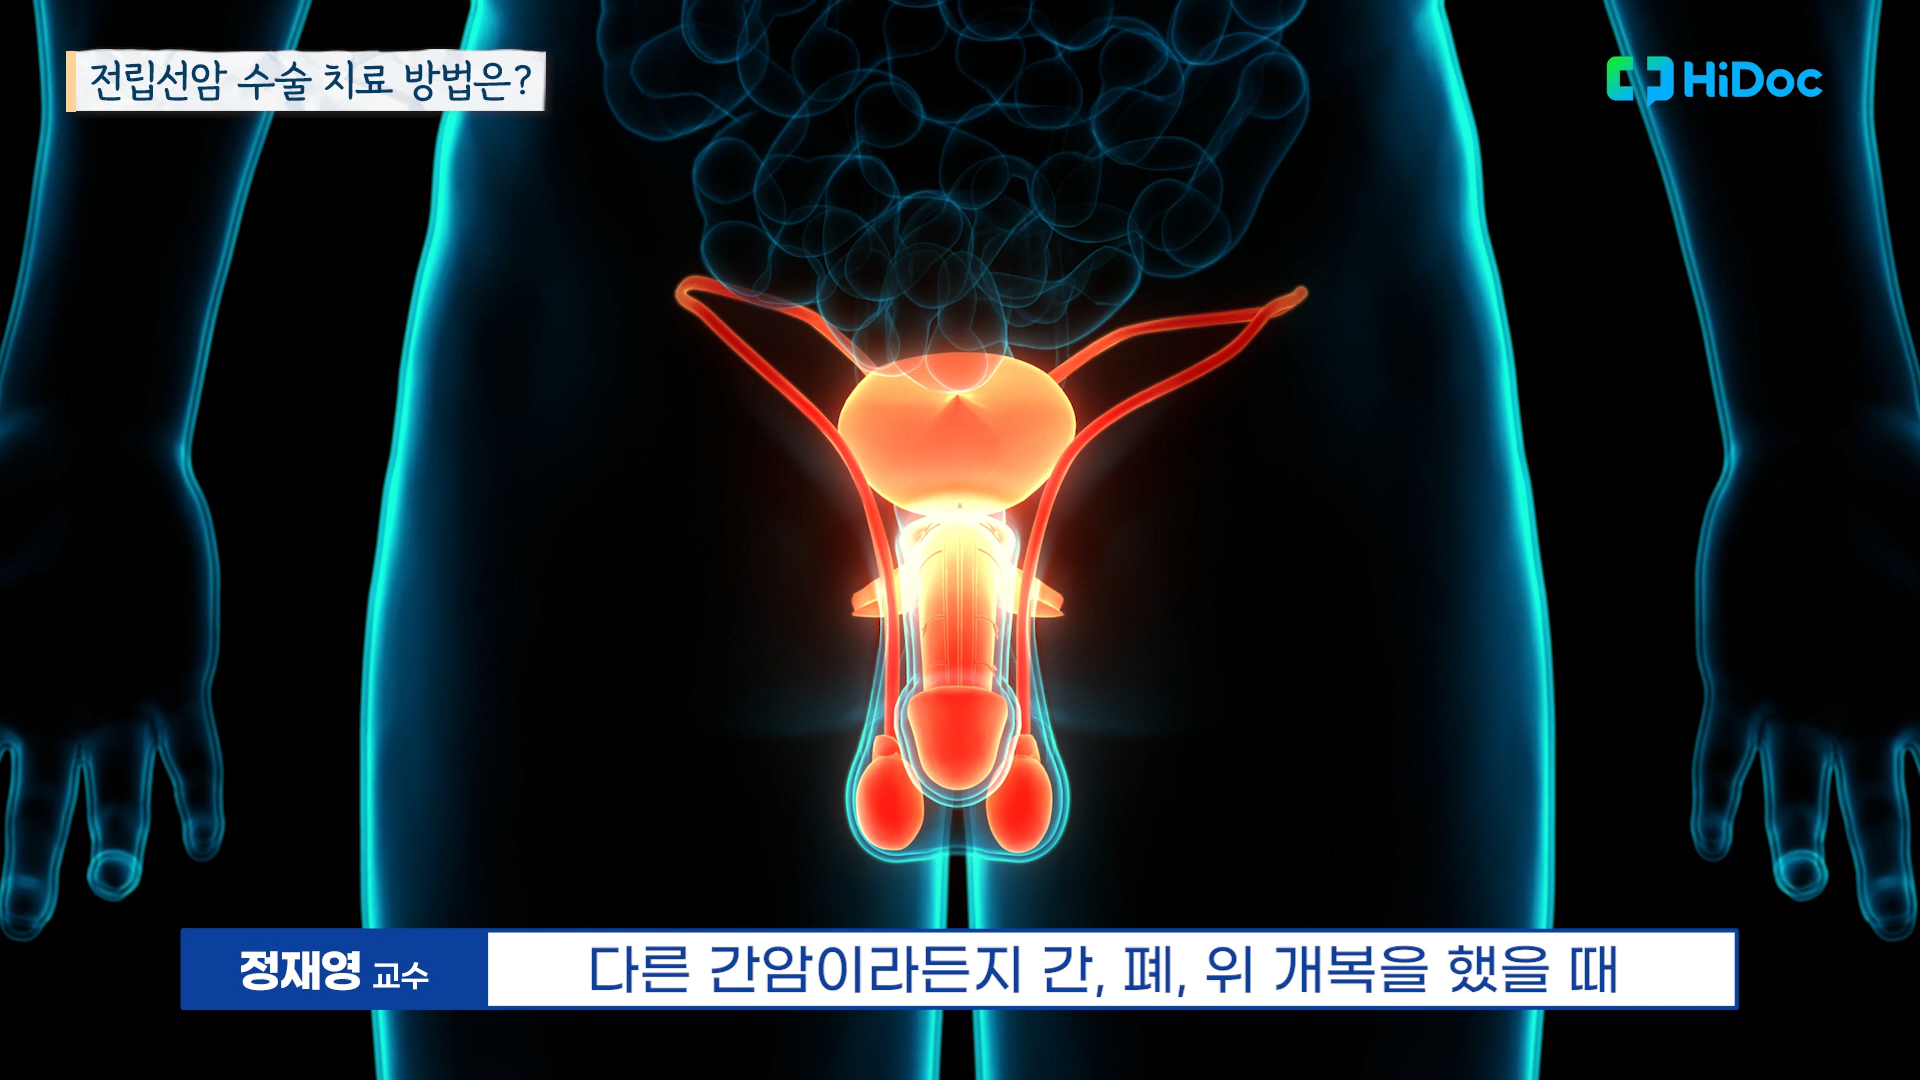 전립선암 수술 치료 방법은?
HiDoc
정재영 교수
다른 간암이라든지 간, 폐, 위 개복을 했을 때